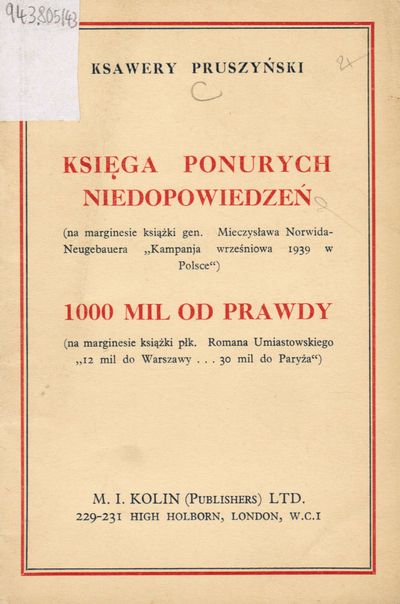 943.805/43
KSAWERY PRUSZYŃSKI
KSIĘGA PONURYCH
NIEDOPOWIEDZEŃ
(na marginesie książki gen. Mieczysława Norwida-
Neugebauera „Kampanja wrześniowa 1939 w
Polsce“)
1000 MIL OD PRAWDY
(na marginesie książki płk. Romana Umiastowskiego
„12 mil do Warszawy . . . 30 mil do Paryża“)
M. I. KOLIN (PUBLISHERS) LTD.
229-231 HIGH HOLBORN, LONDON, W.C.1